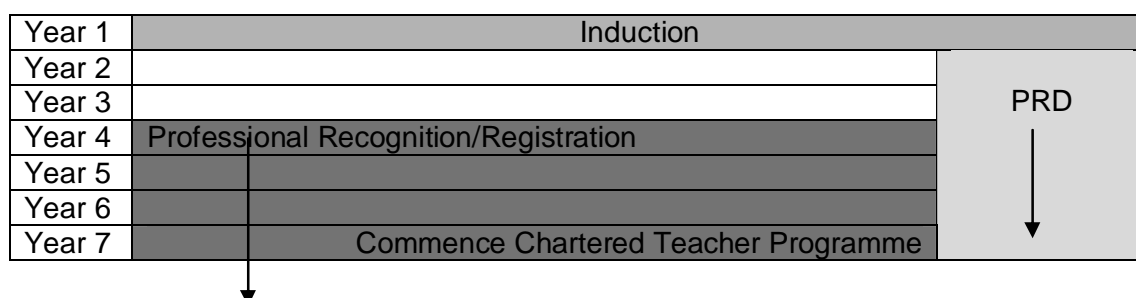 Year 1 Induction
Year 2
PRD
Year 3
Year 4 Professional Recognition/Registration
Year 5
Year 6
Year 7 Commence Chartered Teacher Programme